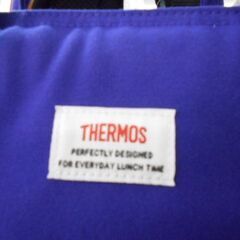 THERMOS
PERFECTLY DESIGNED
FOR EVERYDAY LUNCH TIME